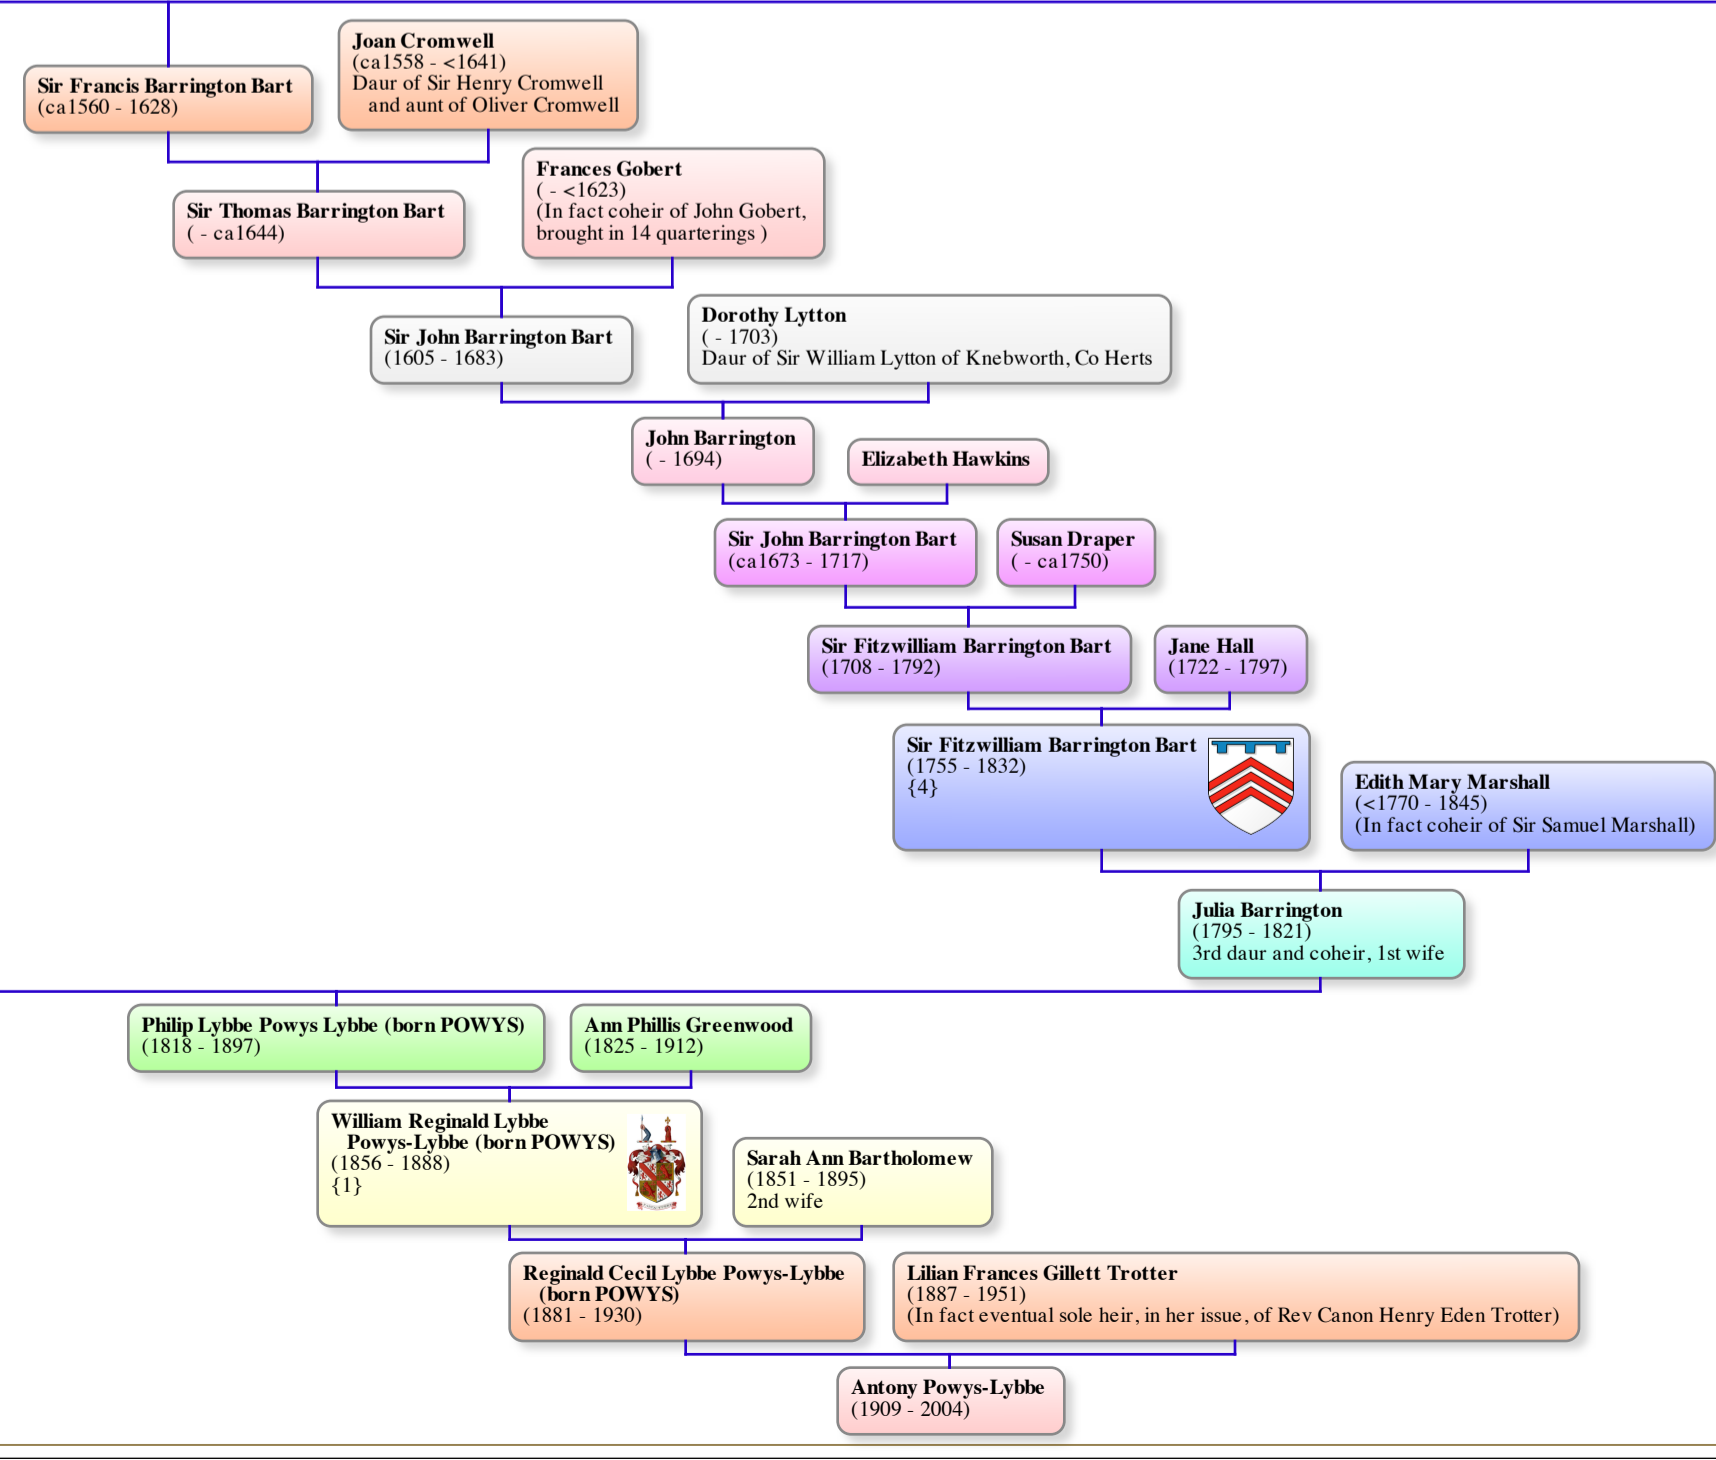 Joan Cromwell
(ca1558 - <1641)
Daur of Sir Henry Cromwell
and aunt of Oliver Cromwell
Sir Francis Barrington Bart
(ca1560 - 1628)
Frances Gobert
( - <1623)
(In fact coheir of John Gobert,
brought in 14 quarterings )
Sir Thomas Barrington Bart
( - ca1644)
Sir John Barrington Bart
(1605 - 1683)
Dorothy Lytton
( - 1703)
Daur of Sir William Lytton of Knebworth, Co Herts
John Barrington
( - 1694)
Elizabeth Hawkins
Sir John Barrington Bart
(ca1673 - 1717)
Susan Draper
( - ca1750)
Sir Fitzwilliam Barrington Bart
(1708 - 1792)
Jane Hall
(1722 - 1797)
Sir Fitzwilliam Barrington Bart
(1755 - 1832)
{4}
Edith Mary Marshall
(<1770 - 1845)
(In fact coheir of Sir Samuel Marshall)
Julia Barrington
(1795 - 1821)
3rd daur and coheir, 1st wife
Philip Lybbe Powys Lybbe (born POWYS)
(1818 - 1897)
Ann Phillis Greenwood
(1825 - 1912)
William Reginald Lybbe
Powys-Lybbe (born POWYS)
(1856 - 1888)
{1}
Sarah Ann Bartholomew
(1851 - 1895)
2nd wife
Reginald Cecil Lybbe Powys-Lybbe
(born POWYS)
(1881 - 1930)
Lilian Frances Gillett Trotter
(1887 - 1951)
(In fact eventual sole heir, in her issue, of Rev Canon Henry Eden Trotter)
Antony Powys-Lybbe
(1909 - 2004)